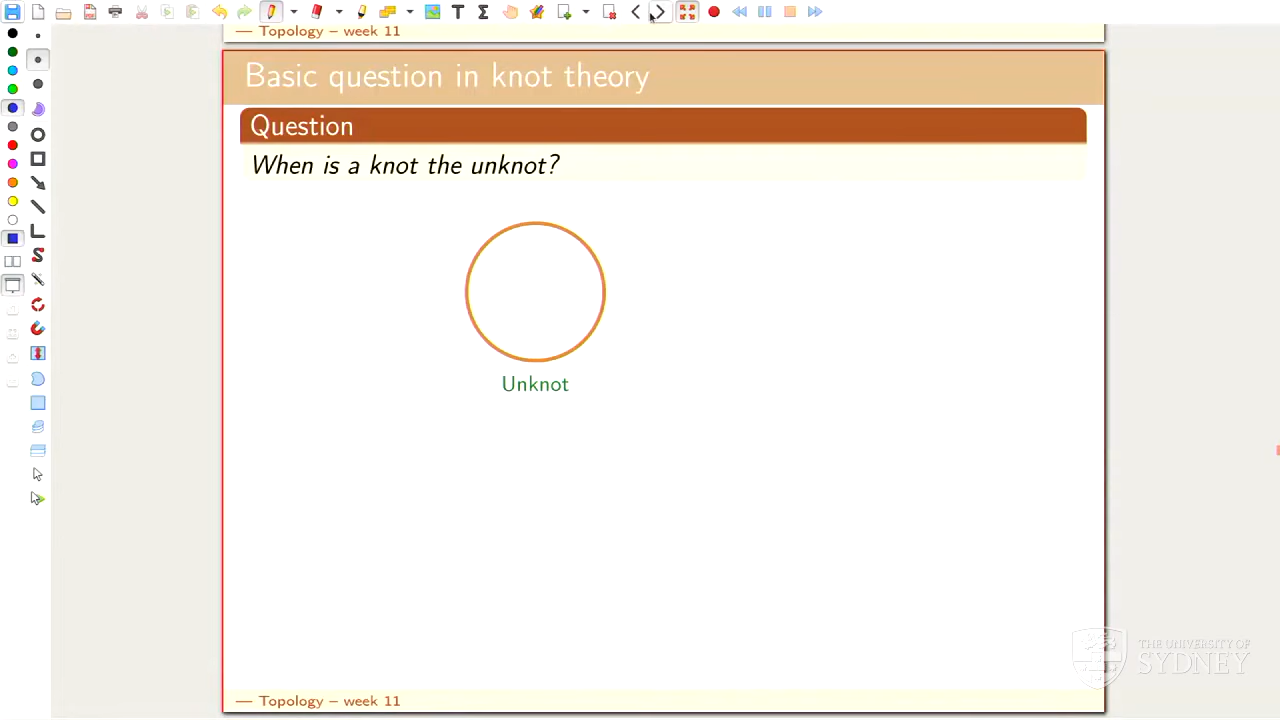 — Topology – week 11
Basic question in knot theory
Question
When is a knot the unknot?
Unknot
THE UNIVERSITY OF
SYDNEY
— Topology – week 11